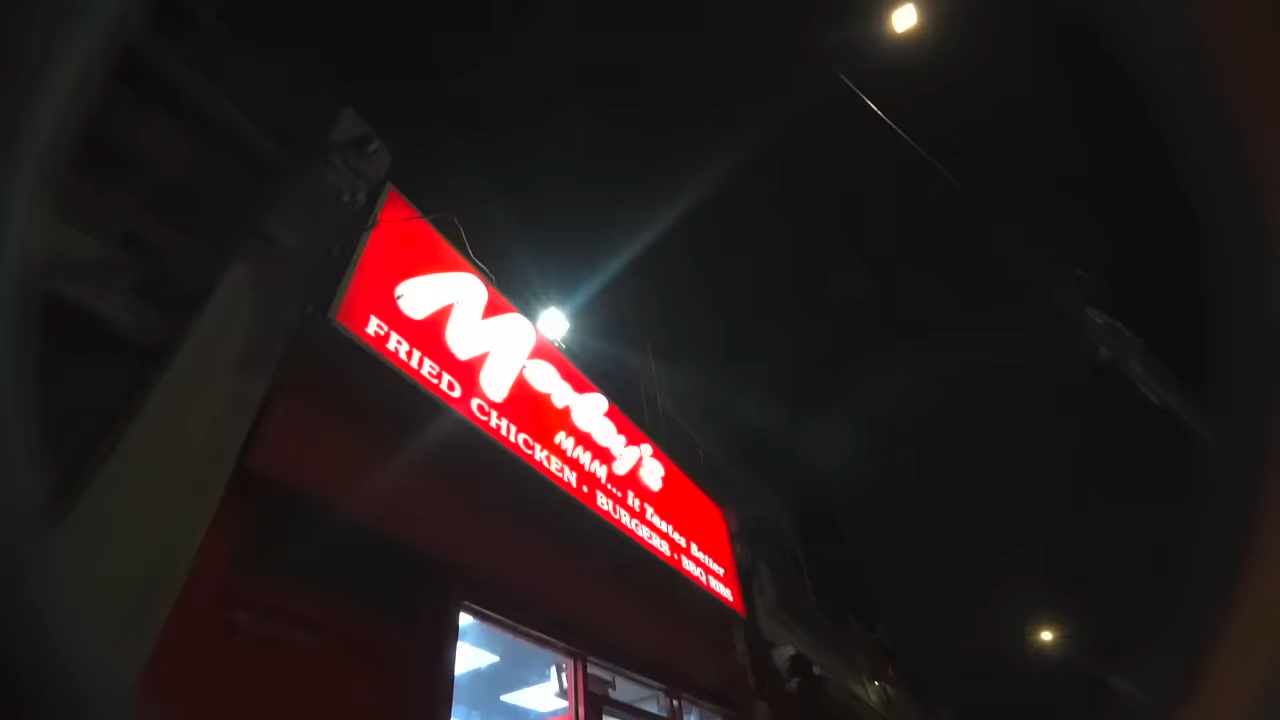 Morley's
MMM... It Tastes Better
FRIED CHICKEN · BURGERS · BBQ RIBS